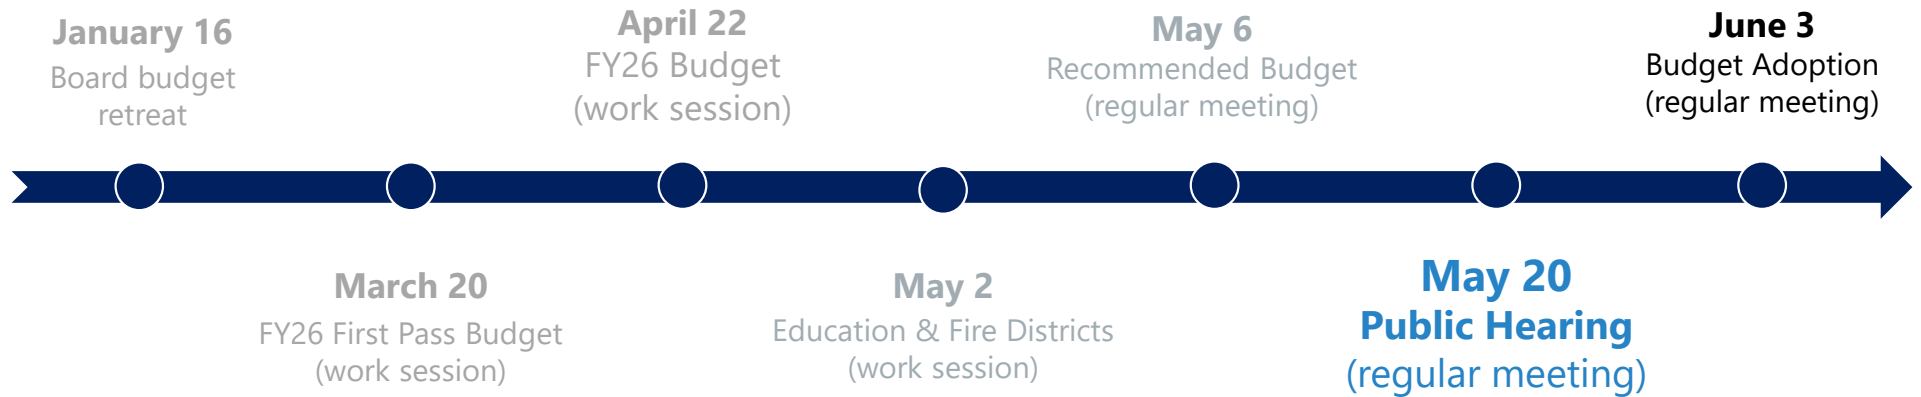 January 16
Board budget
retreat
March 20
FY26 First Pass Budget
(work session)
April 22
FY26 Budget
(work session)
May 2
Education & Fire Districts
(work session)
May 6
Recommended Budget
(regular meeting)
May 20
Public Hearing
(regular meeting)
June 3
Budget Adoption
(regular meeting)